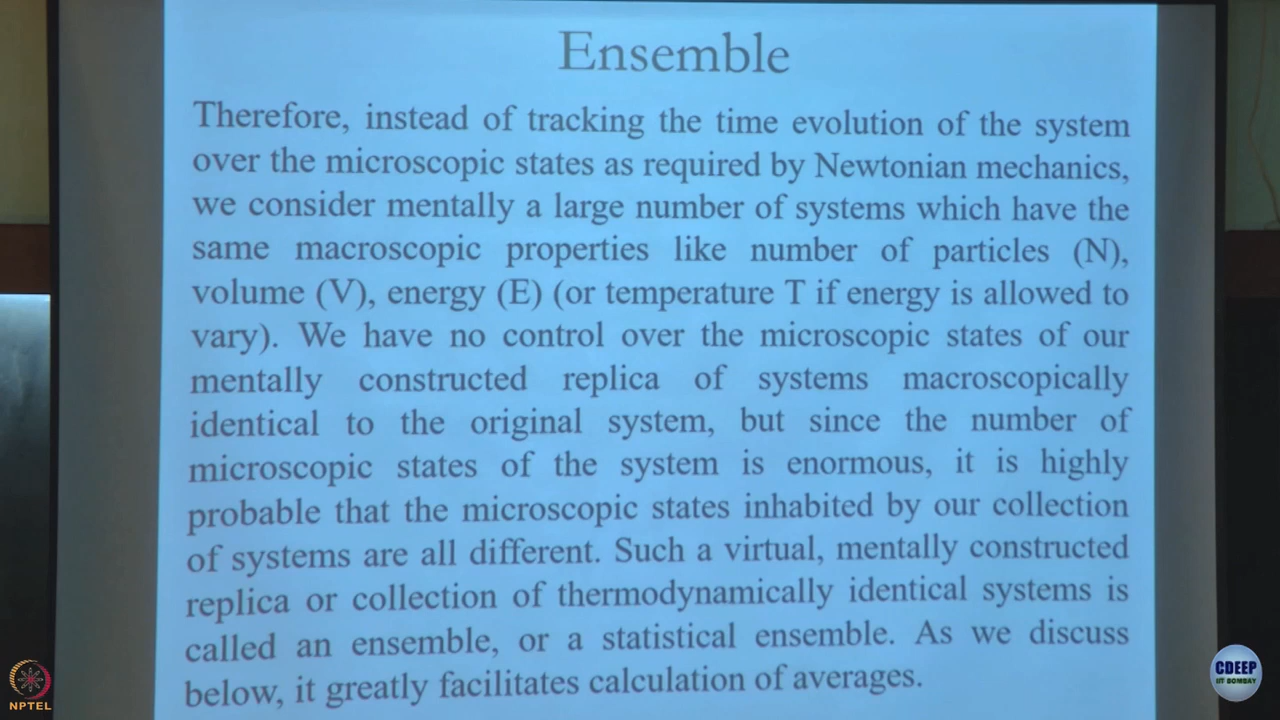 Ensemble
Therefore, instead of tracking the time evolution of the system
over the microscopic states as required by Newtonian mechanics,
we consider mentally a large number of systems which have the
same macroscopic properties like number of particles (N),
volume (V), energy (E) (or temperature T if energy is allowed to
vary). We have no control over the microscopic states of our
mentally constructed replica of systems macroscopically
identical to the original system, but since the number of
microscopic states of the system is enormous, it is highly
probable that the microscopic states inhabited by our collection
of systems are all different. Such a virtual, mentally constructed
replica or collection of thermodynamically identical systems is
called an ensemble, or a statistical ensemble. As we discuss
below, it greatly facilitates calculation of averages.
NPTEL
CDEEP
IIT BOMBAY